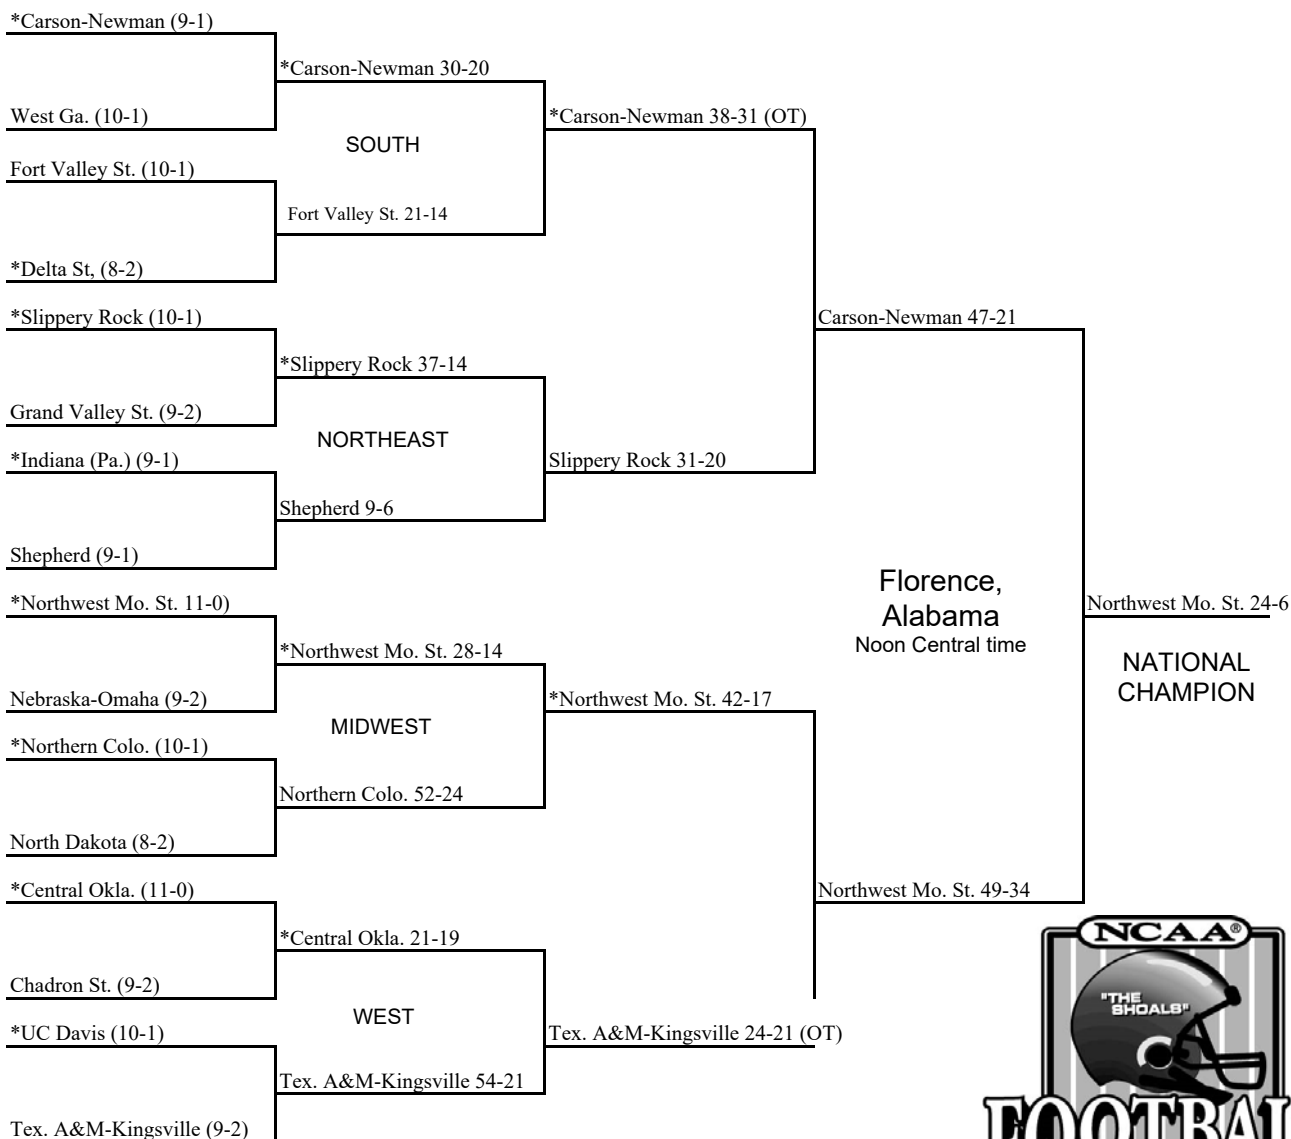 *Carson-Newman (9-1)
*Carson-Newman 30-20
West Ga. (10-1)
*Carson-Newman 38-31 (OT)
SOUTH
Fort Valley St. (10-1)
Fort Valley St. 21-14
*Delta St, (8-2)
*Slippery Rock (10-1)
Carson-Newman 47-21
*Slippery Rock 37-14
Grand Valley St. (9-2)
NORTHEAST
*Indiana (Pa.) (9-1)
Slippery Rock 31-20
Shepherd 9-6
Shepherd (9-1)
Florence,
Alabama
Noon Central time
*Northwest Mo. St. 11-0)
Northwest Mo. St. 24-6
NATIONAL
CHAMPION
*Northwest Mo. St. 28-14
Nebraska-Omaha (9-2)
*Northwest Mo. St. 42-17
MIDWEST
*Northern Colo. (10-1)
Northern Colo. 52-24
North Dakota (8-2)
*Central Okla. (11-0)
Northwest Mo. St. 49-34
*Central Okla. 21-19
Chadron St. (9-2)
WEST
*UC Davis (10-1)
Tex. A&M-Kingsville 24-21 (OT)
Tex. A&M-Kingsville 54-21
Tex. A&M-Kingsville (9-2)
NCAA®
"THE
SHOALS"
FOOTBAL